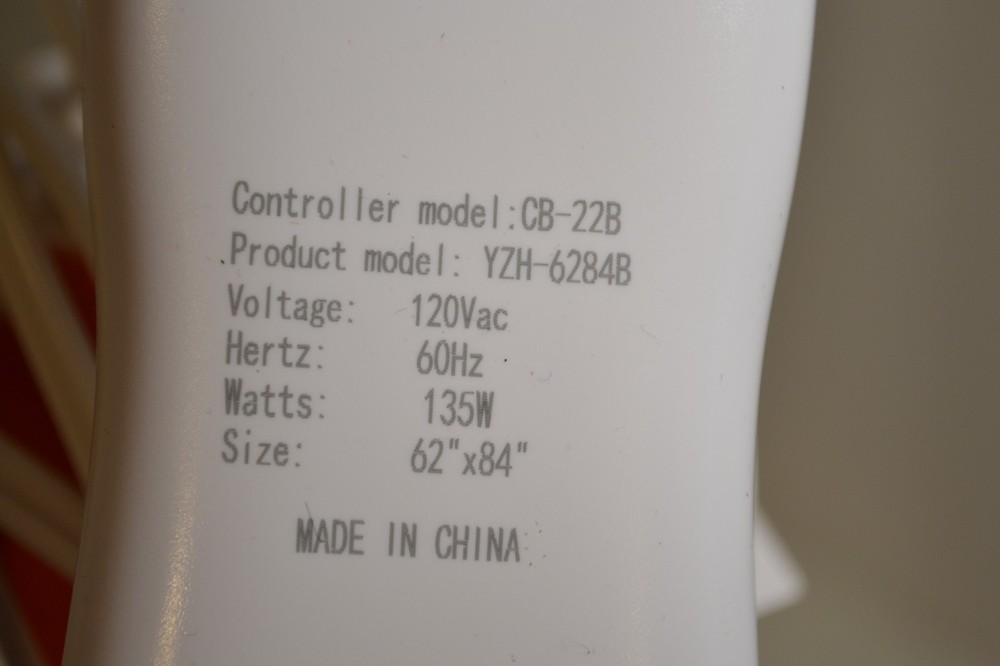 Controller model:CB-22B
Product model: YZH-6284B
Voltage: 120Vac
Hertz: 60Hz
Watts: 135W
Size: 62"x84"
MADE IN CHINA